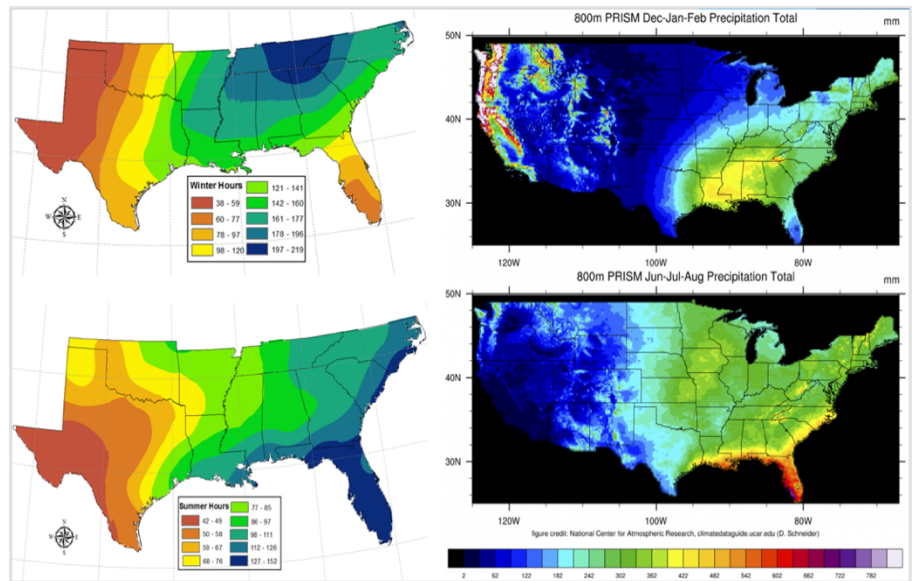 Winter Hours
38 - 59
60 - 77
78 - 97
98 - 120
121 - 141
142 - 160
161 - 177
178 - 196
197 - 219
N
W E
S
800m PRISM Dec-Jan-Feb Precipitation Total
mm
50N
40N
30N
120W 100W 80W
Summer Hours
42 - 49
50 - 58
59 - 67
68 - 76
77 - 85
86 - 97
98 - 111
112 - 126
127 - 152
N
W E
S
800m PRISM Jun-Jul-Aug Precipitation Total
mm
50N
40N
30N
120W 100W 80W
figure credit: National Center for Atmospheric Research, climatedataguide.ucar.edu (D. Schneider)
2 62 122 182 242 302 362 422 482 542 602 662 722 782